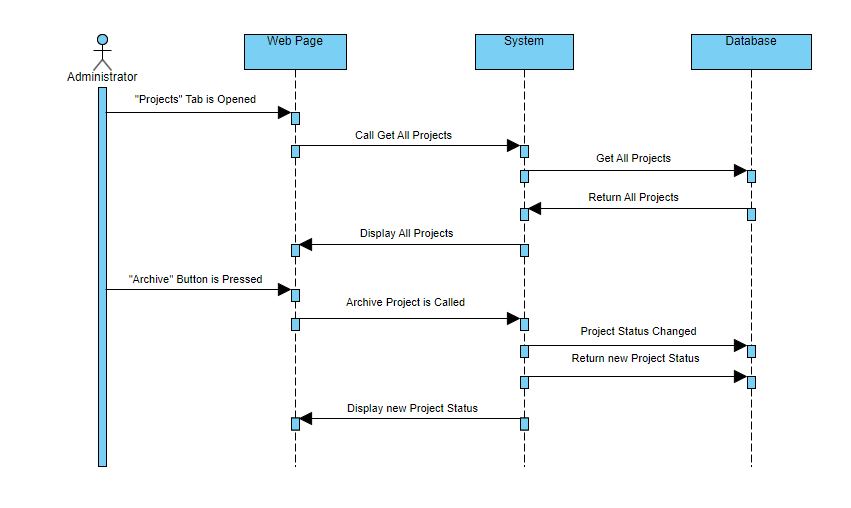 Web Page
System
Database
Administrator
"Projects" Tab is Opened
Call Get All Projects
Get All Projects
Return All Projects
Display All Projects
"Archive" Button is Pressed
Archive Project is Called
Project Status Changed
Return new Project Status
Display new Project Status